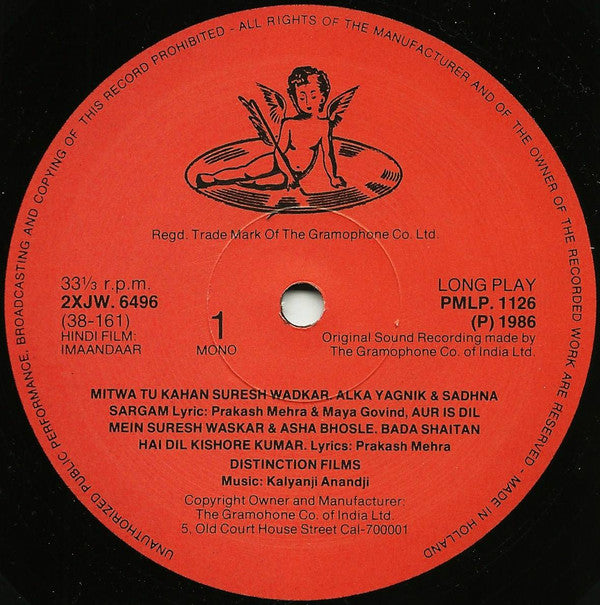 UNAUTHORIZED PUBLIC PERFORMANCE, BROADCASTING AND COPYING OF THIS RECORD PROHIBITED - ALL RIGHTS OF THE MANUFACTURER AND OF THE OWNER OF THE RECORDED WORK ARE RESERVED - MADE IN HOLLAND
Regd. Trade Mark Of The Gramophone Co. Ltd.
33⅓ r.p.m.
2XJW. 6496
(38-161)
HINDI FILM:
IMAANDAAR
1
MONO
LONG PLAY
PMLP. 1126
(P) 1986
Original Sound Recording made by
The Gramophone Co. of India Ltd.
MITWA TU KAHAN SURESH WADKAR, ALKA YAGNIK & SADHNA
SARGAM Lyric: Prakash Mehra & Maya Govind, AUR IS DIL
MEIN SURESH WASKAR & ASHA BHOSLE, BADA SHAITAN
HAI DIL KISHORE KUMAR. Lyrics: Prakash Mehra
DISTINCTION FILMS
Music: Kalyanji Anandji
Copyright Owner and Manufacturer:
The Gramohone Co. of India Ltd.
5, Old Court House Street Cal-700001